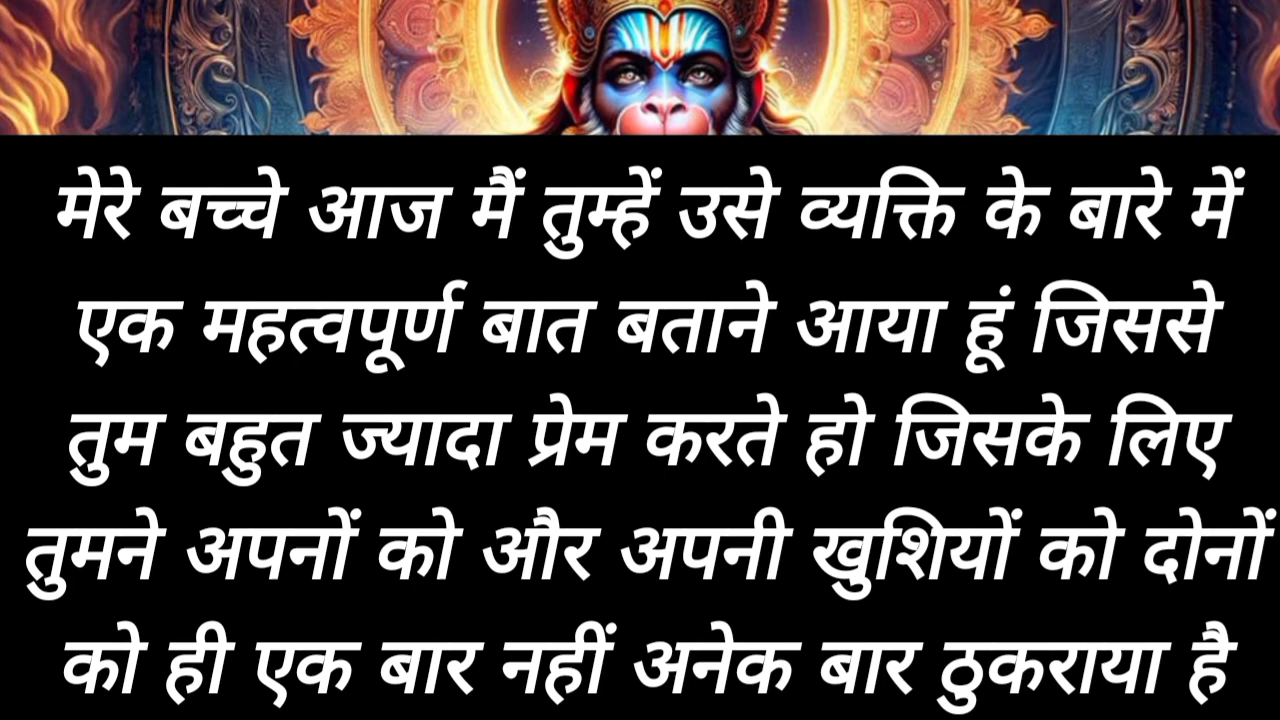 मेरे बच्चे आज मैं तुम्हें उसे व्यक्ति के बारे में
एक महत्वपूर्ण बात बताने आया हूं जिससे
तुम बहुत ज्यादा प्रेम करते हो जिसके लिए
तुमने अपनों को और अपनी खुशियों को दोनों
को ही एक बार नहीं अनेक बार ठुकराया है